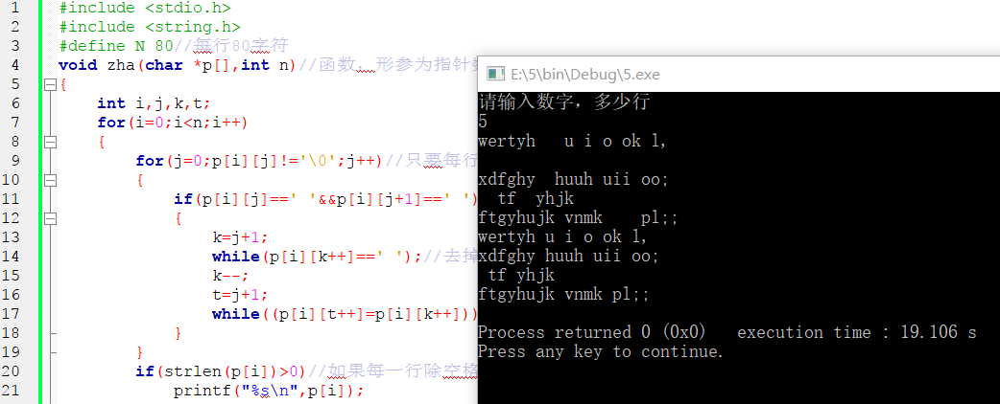 1 #include <stdio.h>
2 #include <string.h>
3 #define N 80//每行80字符
4 void zha(char *p[],int n)//函数，形参为指针
5 {
6 int i,j,k,t;
7 for(i=0;i<n;i++)
8 {
9 for(j=0;p[i][j]!='\0';j++)//只要每行
10 {
11 if(p[i][j]==' '&&p[i][j+1]==' ')
12 {
13 k=j+1;
14 while(p[i][k++]==' ');//去掉
15 k--;
16 t=j+1;
17 while((p[i][t++]=p[i][k++]))
18 }
19 }
20 if(strlen(p[i])>0)//如果每一行除空格
21 printf("%s\n",p[i]);
E:\5\bin\Debug\5.exe
请输入数字，多少行
5
wertyh   u i o ok l,
xdfghy  huuh uii oo;
  tf  yhjk
ftgyhujk vnmk    pl;;
wertyh u i o ok l,
xdfghy huuh uii oo;
 tf yhjk
ftgyhujk vnmk pl;;
Process returned 0 (0x0)   execution time : 19.106 s
Press any key to continue.